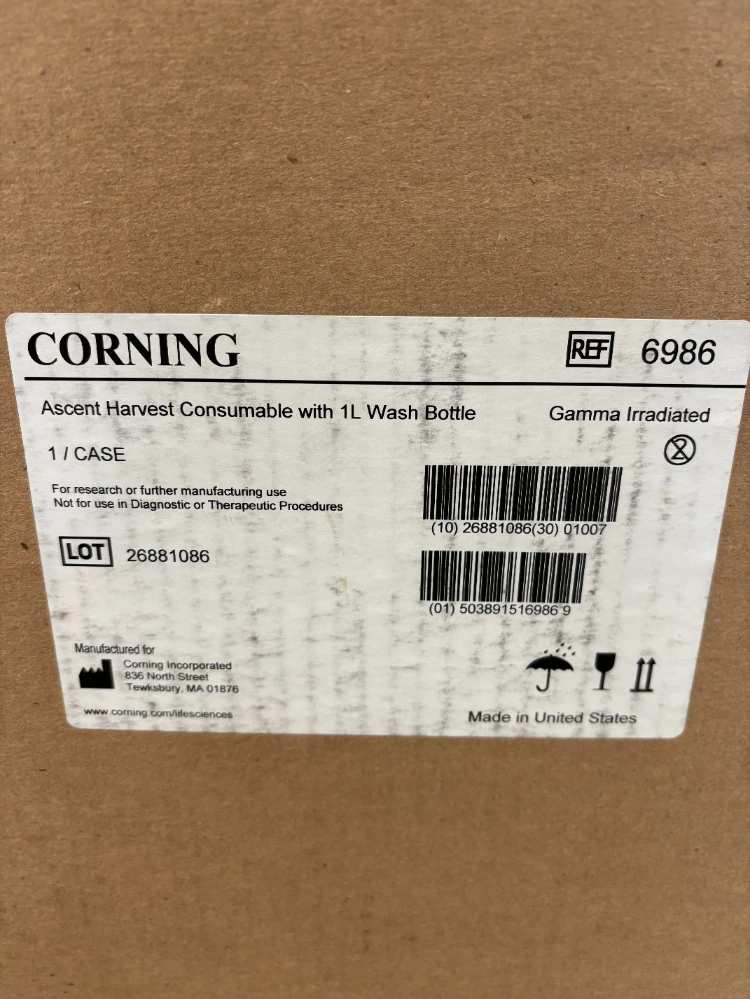 CORNING
REF 6986
Ascent Harvest Consumable with 1L Wash Bottle
Gamma Irradiated
1 / CASE
2
For research or further manufacturing use
Not for use in Diagnostic or Therapeutic Procedures
(10) 26881086(30) 01007
LOT 26881086
(01) 503891516986 9
Manufactured for
Corning Incorporated
836 North Street
Tewksbury, MA 01876
www.corning.com/lifesciences
Made in United States